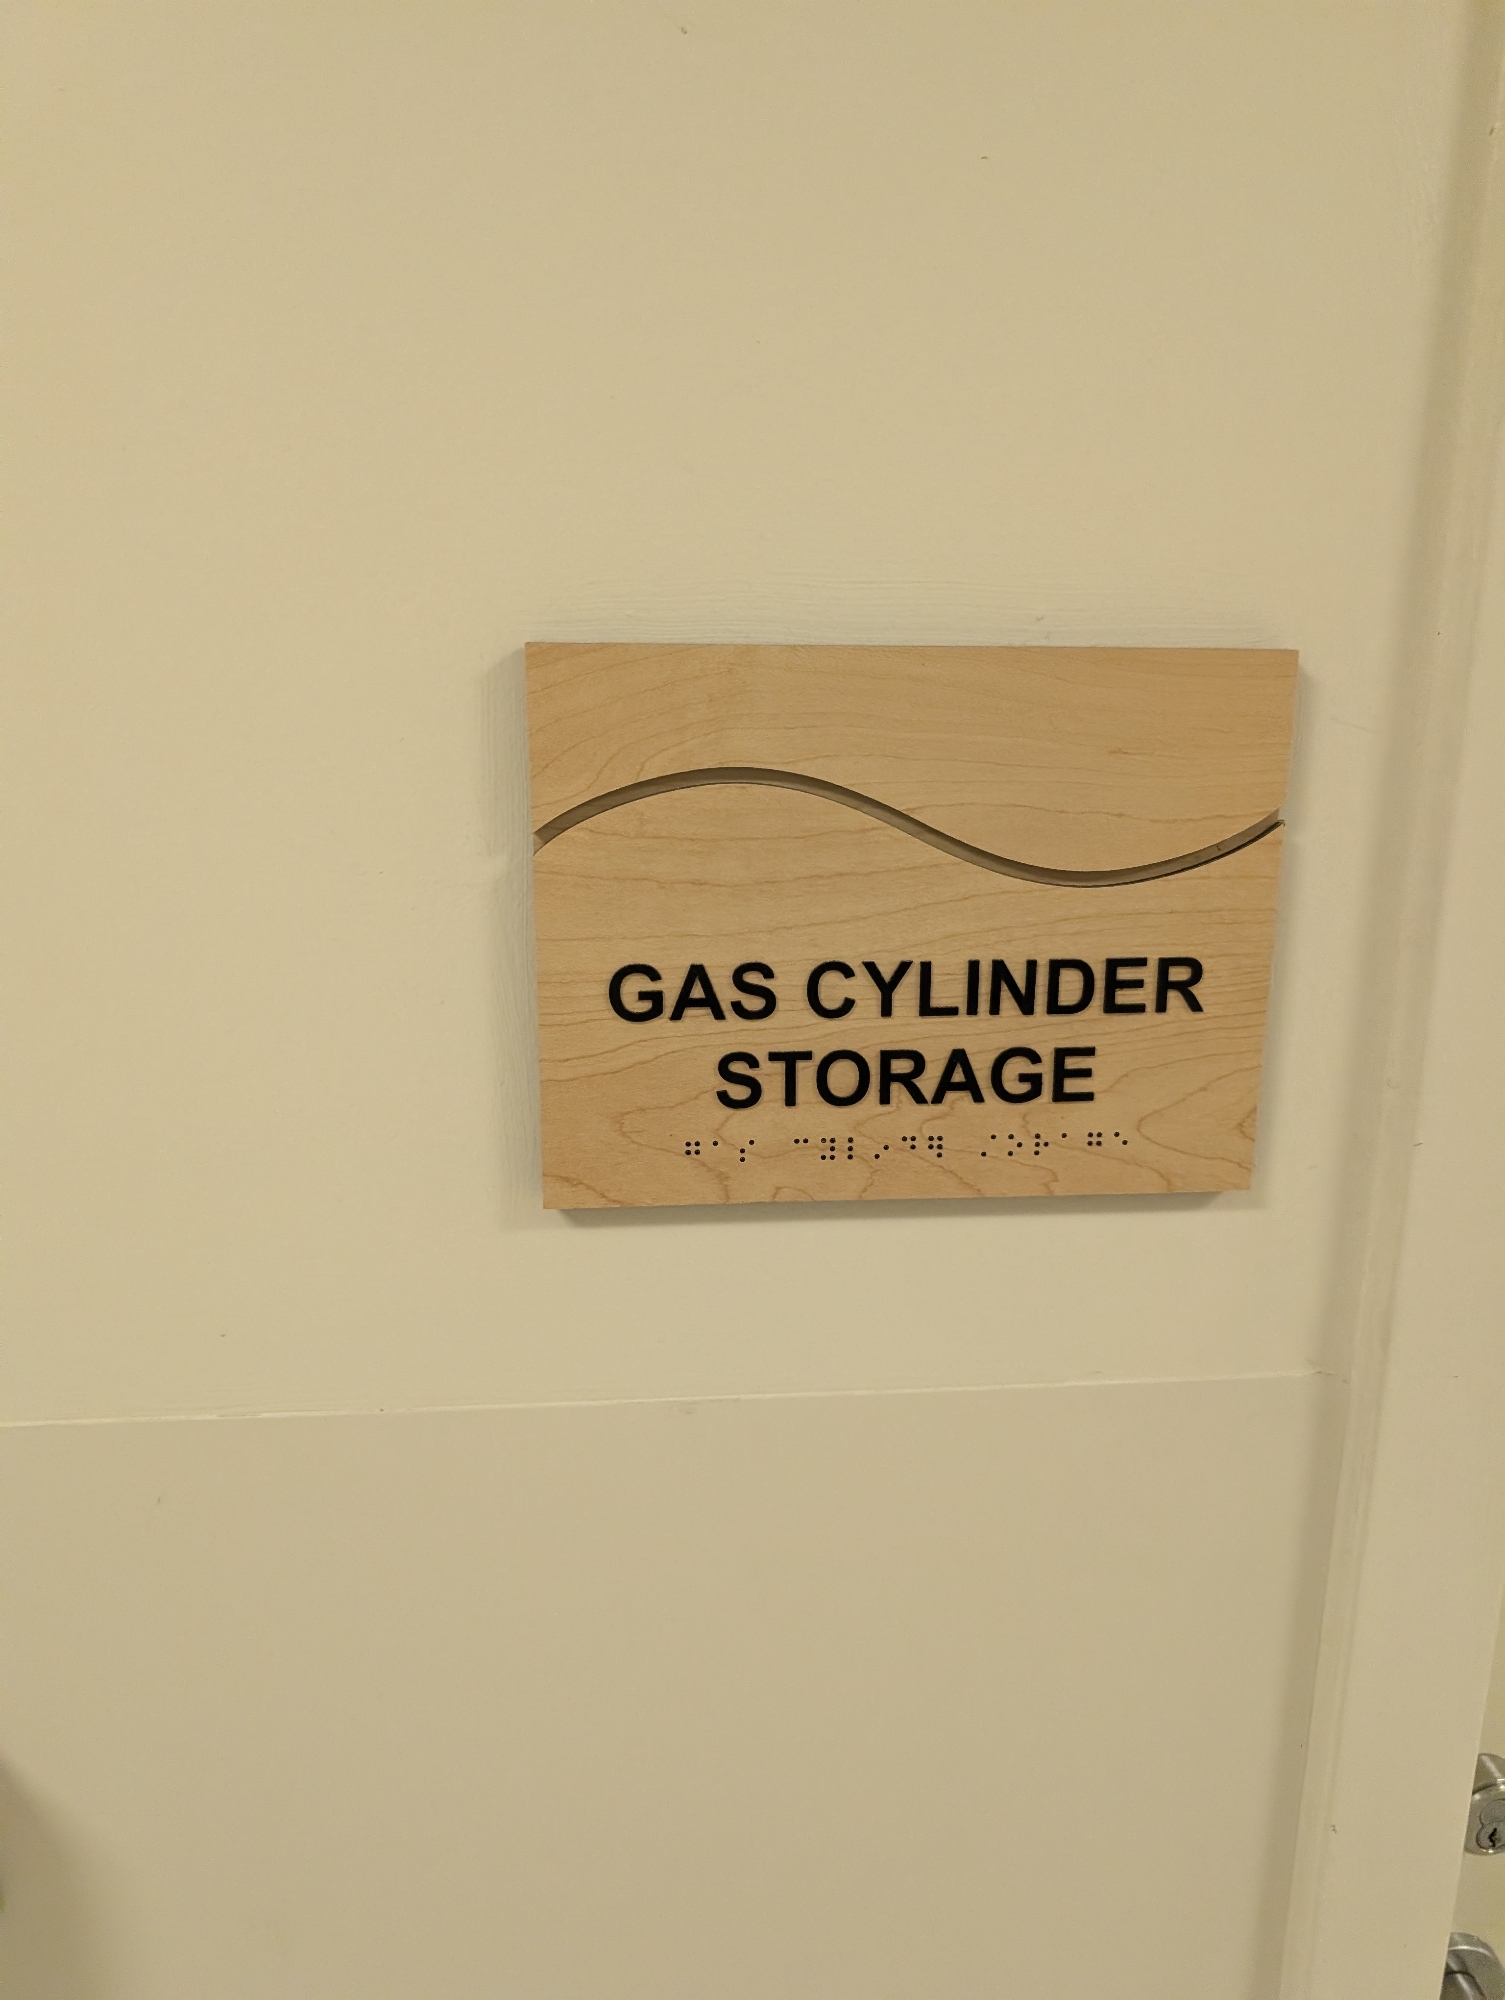 GAS CYLINDER
STORAGE
⠛⠁⠎ ⠉⠽⠇⠔⠙⠻ ⠌⠕⠗⠁⠛⠑